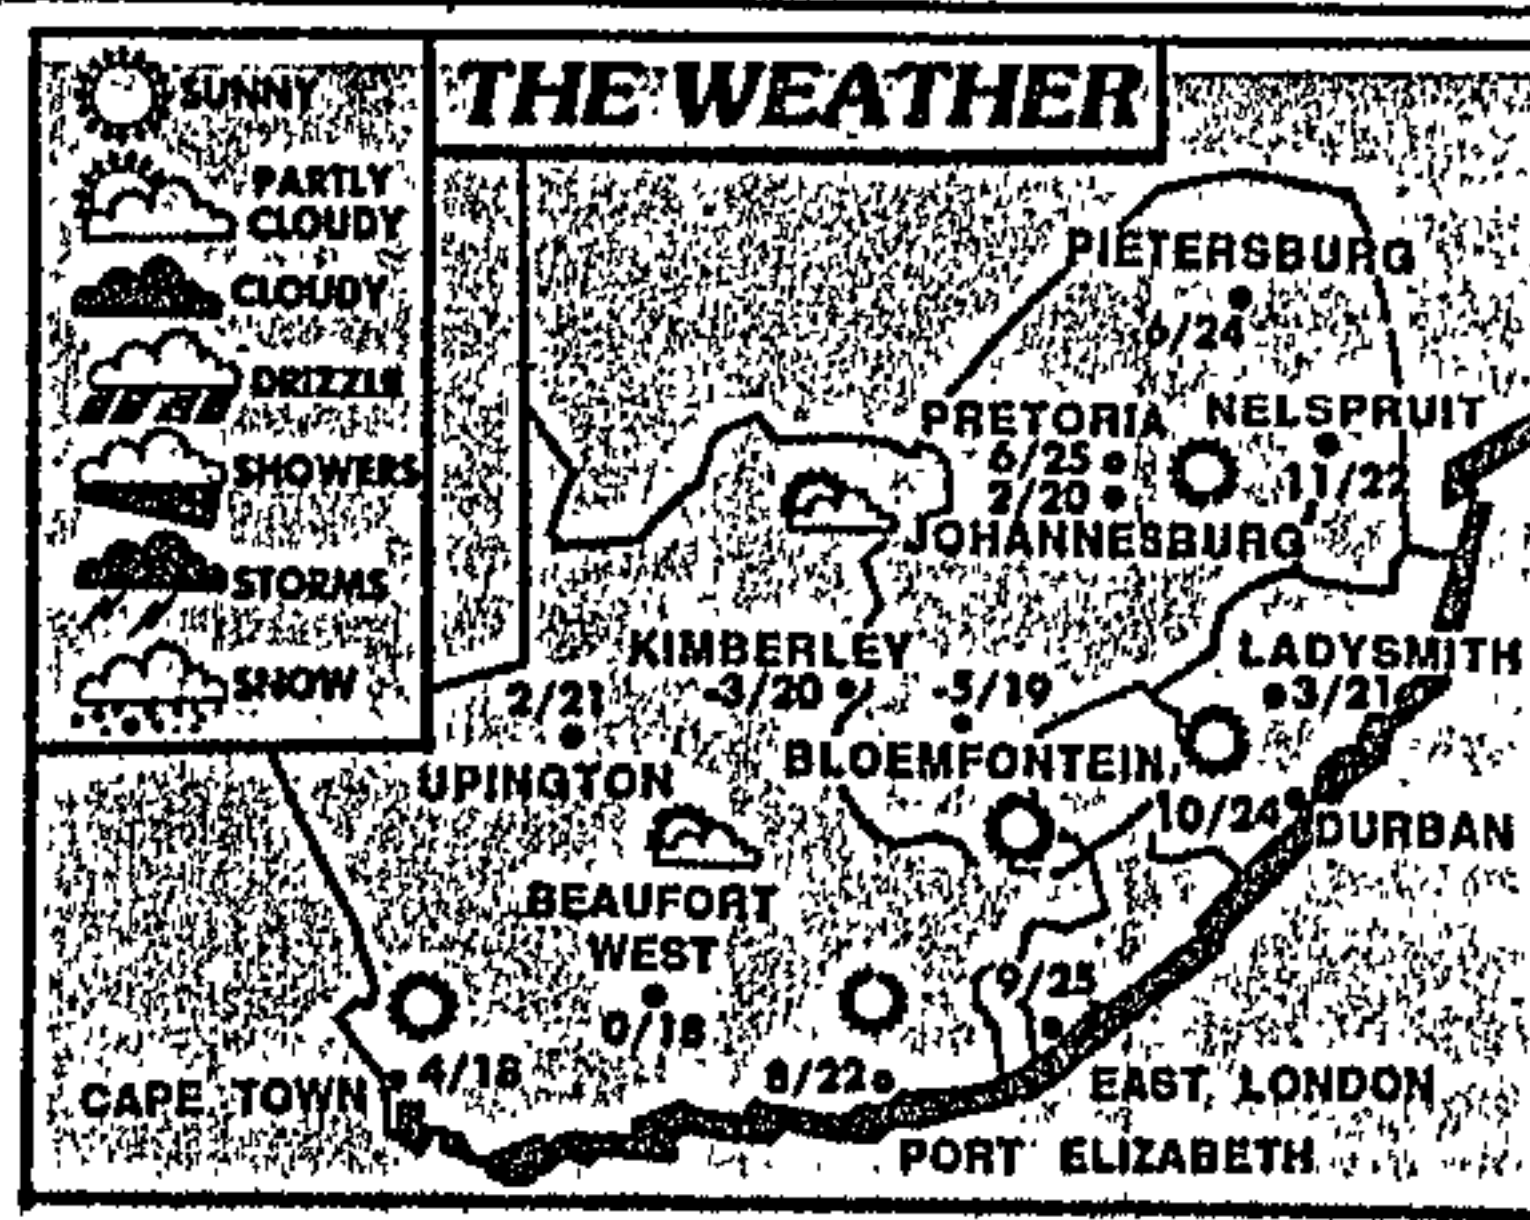 THE WEATHER
SUNNY
PARTLY
CLOUDY
CLOUDY
DRIZZLE
SHOWERS
STORMS
SNOW
PIETERSBURG
6/24
PRETORIA
6/25
2/20
JOHANNESBURG
NELSPRUIT
11/22
KIMBERLEY
-3/20
-5/19
BLOEMFONTEIN
LADYSMITH
3/21
2/21
UPINGTON
10/24
DURBAN
BEAUFORT
WEST
0/18
9/25
EAST LONDON
CAPE TOWN
4/18
8/22
PORT ELIZABETH